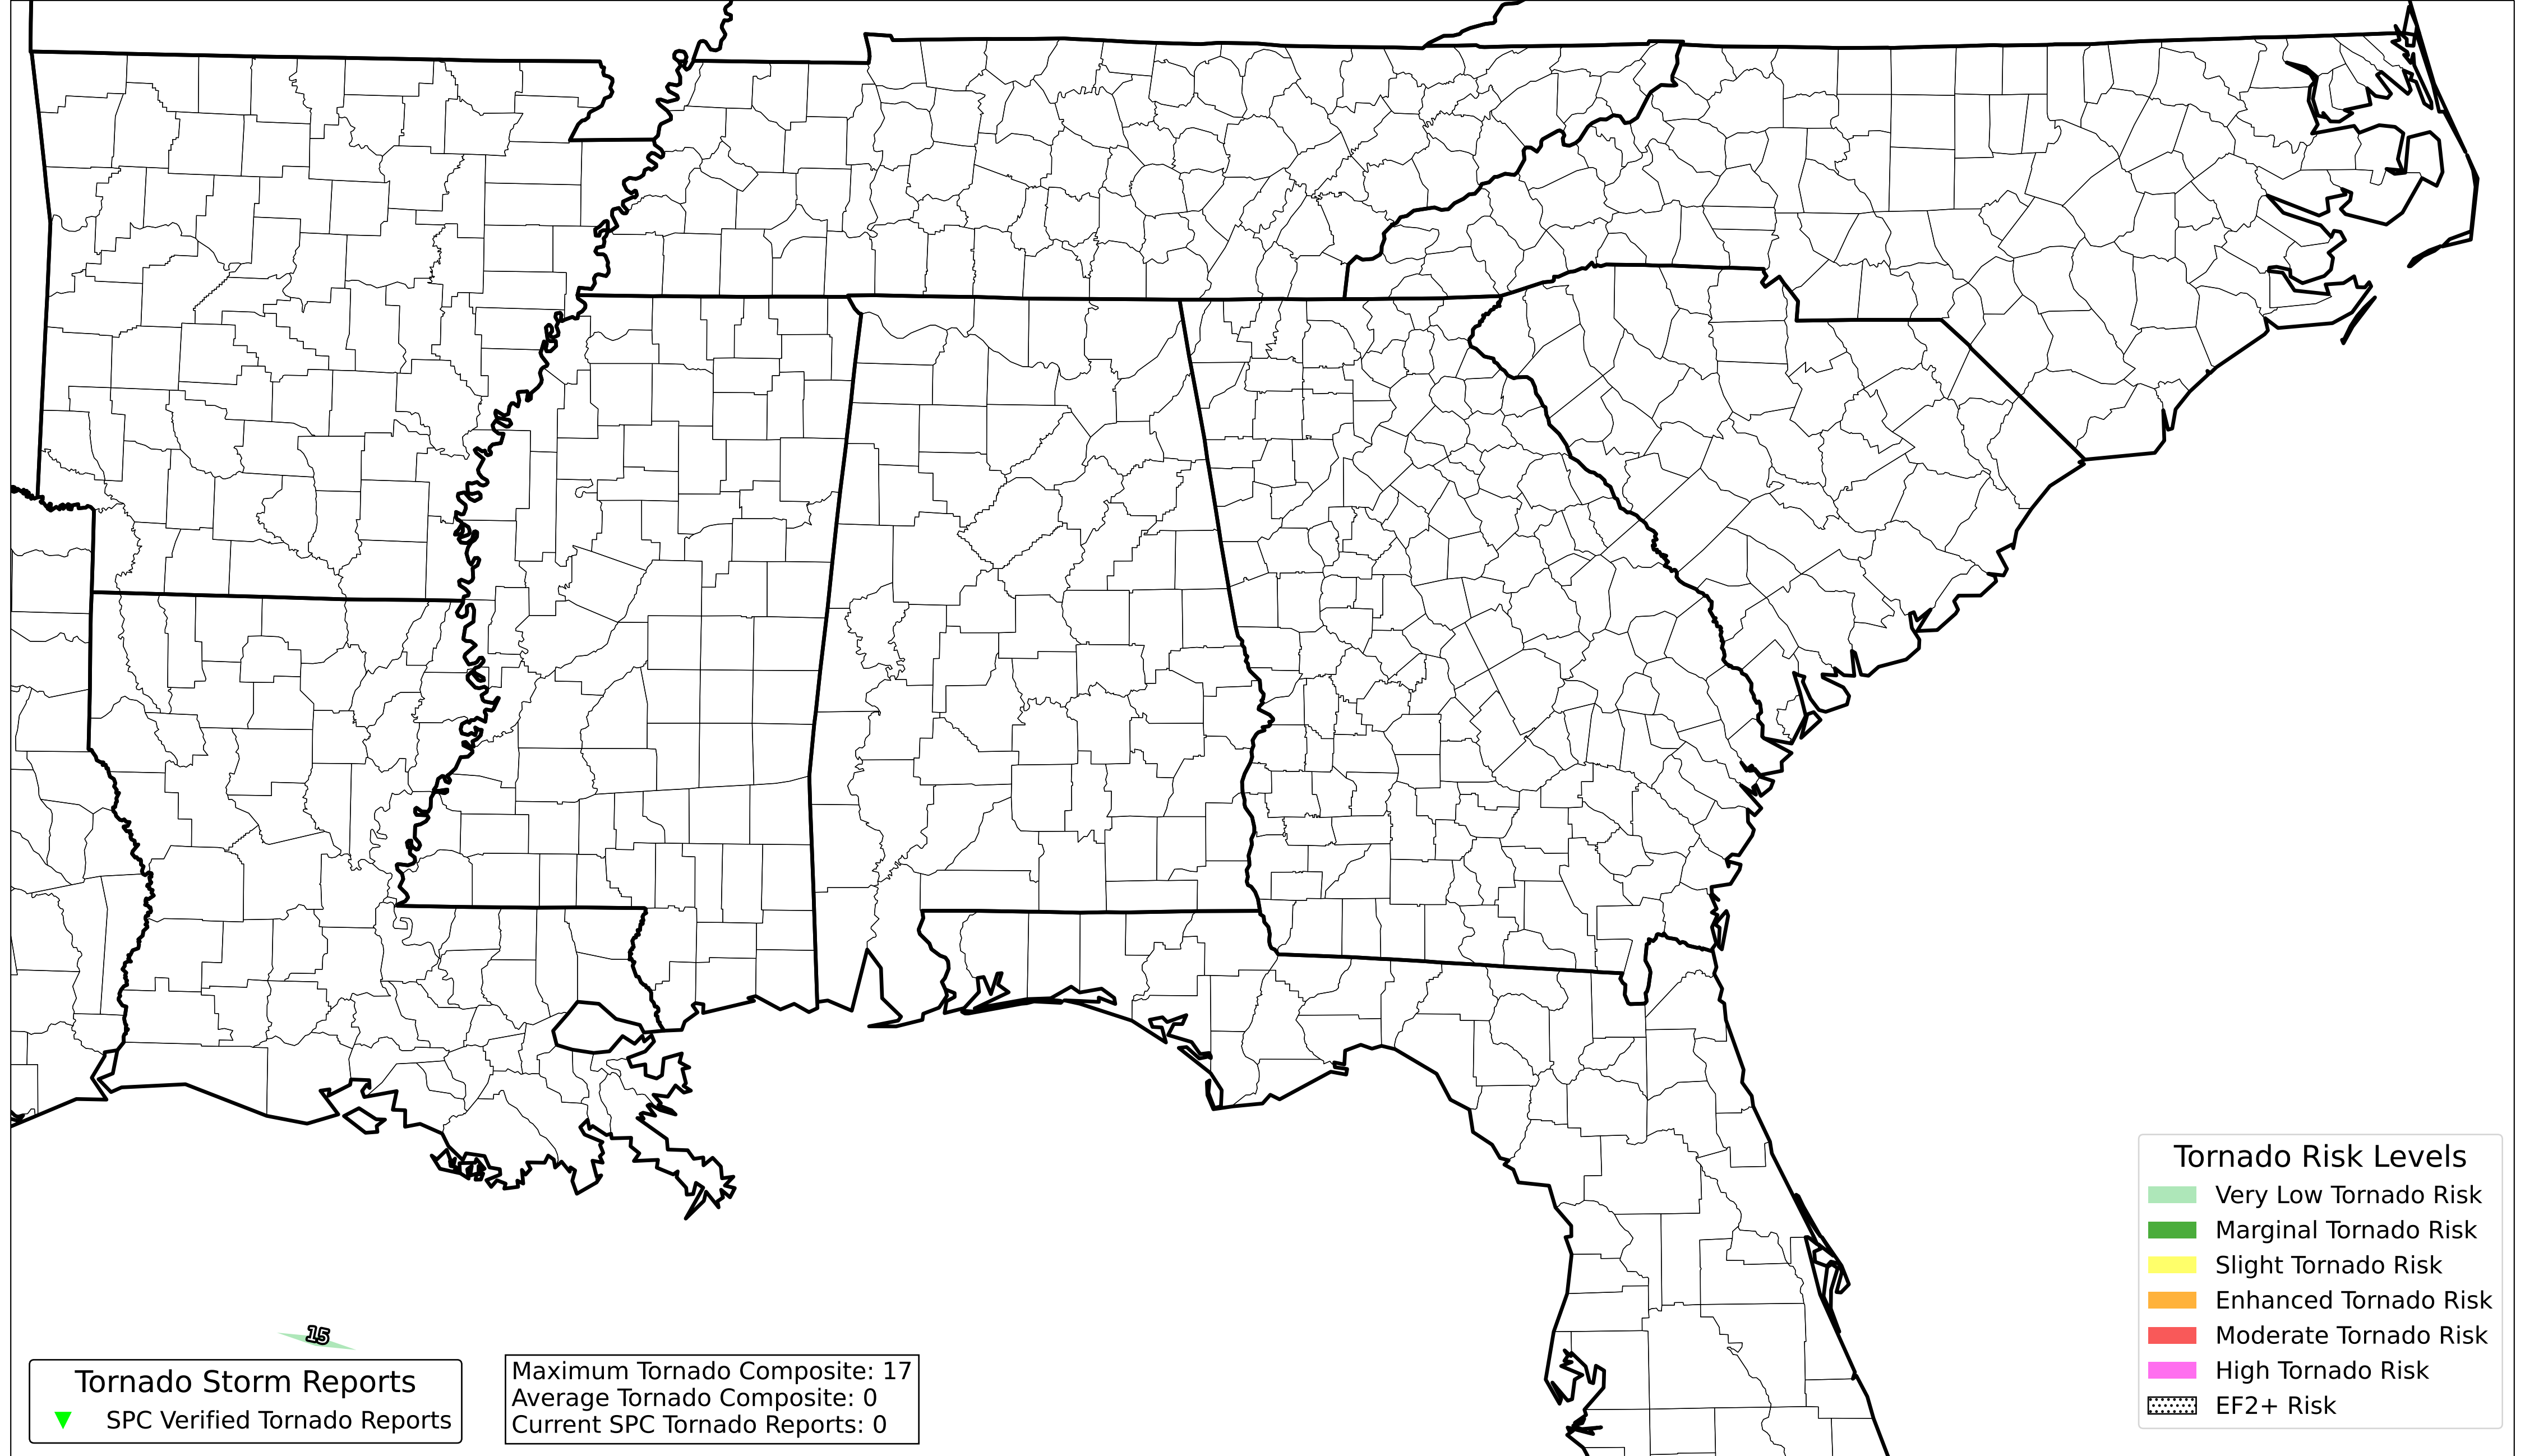 15
Tornado Storm Reports
SPC Verified Tornado Reports
Maximum Tornado Composite: 17
Average Tornado Composite: 0
Current SPC Tornado Reports: 0
Tornado Risk Levels
Very Low Tornado Risk
Marginal Tornado Risk
Slight Tornado Risk
Enhanced Tornado Risk
Moderate Tornado Risk
High Tornado Risk
EF2+ Risk